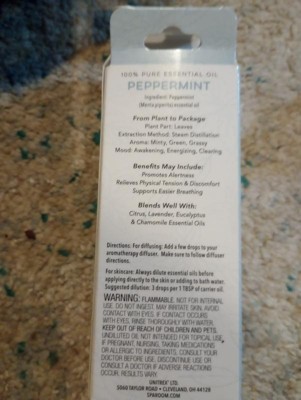 100% PURE ESSENTIAL OIL
PEPPERMINT
Ingredient: Peppermint
(Mentha piperita) essential oil
From Plant to Package
Plant Part: Leaves
Extraction Method: Steam Distillation
Aroma: Minty, Green, Grassy
Mood: Awakening, Energizing, Clearing
Benefits May Include:
Promotes Alertness
Relieves Physical Tension & Discomfort
Supports Easier Breathing
Blends Well With:
Citrus, Lavender, Eucalyptus
& Chamomile Essential Oils
Directions: For diffusing: Add a few drops to your
aromatherapy diffuser. Make sure to follow diffuser
directions.
For skincare: Always dilute essential oils before
applying directly to the skin or adding to bath water.
Suggested dilution: 3 drops per 1 TBSP of carrier oil.
WARNING: FLAMMABLE. NOT FOR INTERNAL
USE. DO NOT INGEST. MAY IRRITATE SKIN. AVOID
CONTACT WITH EYES. IF CONTACT OCCURS
WITH EYES, RINSE THOROUGHLY WITH WATER.
KEEP OUT OF REACH OF CHILDREN AND PETS.
UNDILUTED OIL NOT INTENDED FOR TOPICAL USE.
IF PREGNANT, NURSING, TAKING MEDICATIONS
OR ALLERGIC TO INGREDIENTS, CONSULT YOUR
DOCTOR BEFORE USE. DISCONTINUE USE OR
CONSULT A DOCTOR IF ADVERSE REACTIONS
OCCUR. RESULTS VARY.
GNITREK LTD.
TAYLOR ROAD • CLEVELAND, OH 44128
SPAROOM.COM